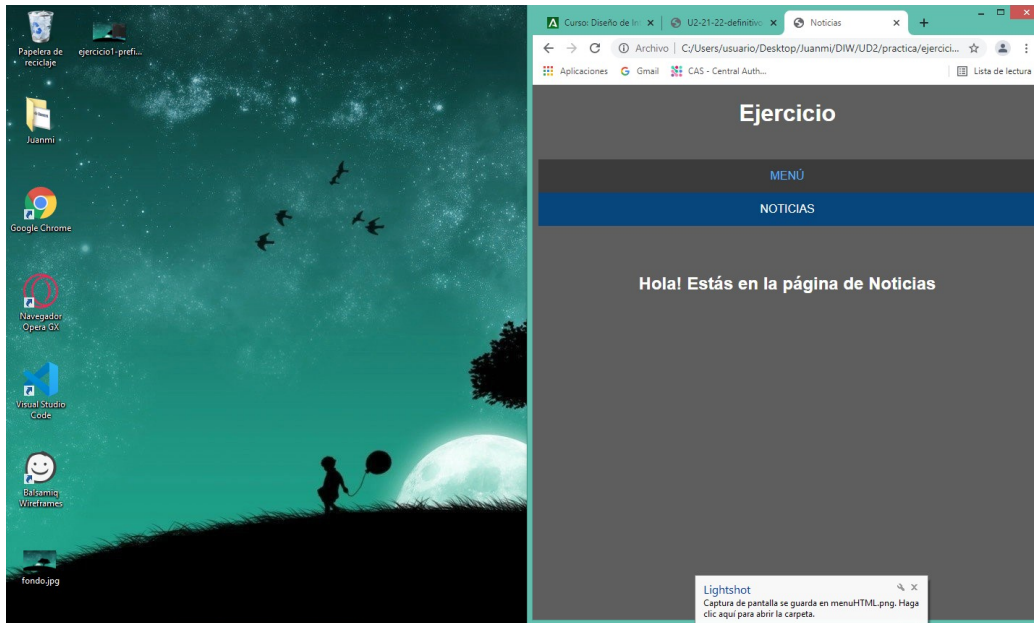 Papelera de
reciclaje
ejercicio1-prefi...
Juanmi
Google Chrome
Navegador
Opera GX
Visual Studio
Code
Balsamiq
Wireframes
fondo.jpg
Curso: Diseño de In
U2-21-22-definitivo
Noticias
Archivo
C:/Users/usuario/Desktop/Juanmi/DIW/UD2/practica/ejercici...
Aplicaciones
Gmail
CAS - Central Auth...
Lista de lectura
Ejercicio
MENÚ
NOTICIAS
Hola! Estás en la página de Noticias
Lightshot
Captura de pantalla se guarda en menuHTML.png. Haga
clic aquí para abrir la carpeta.